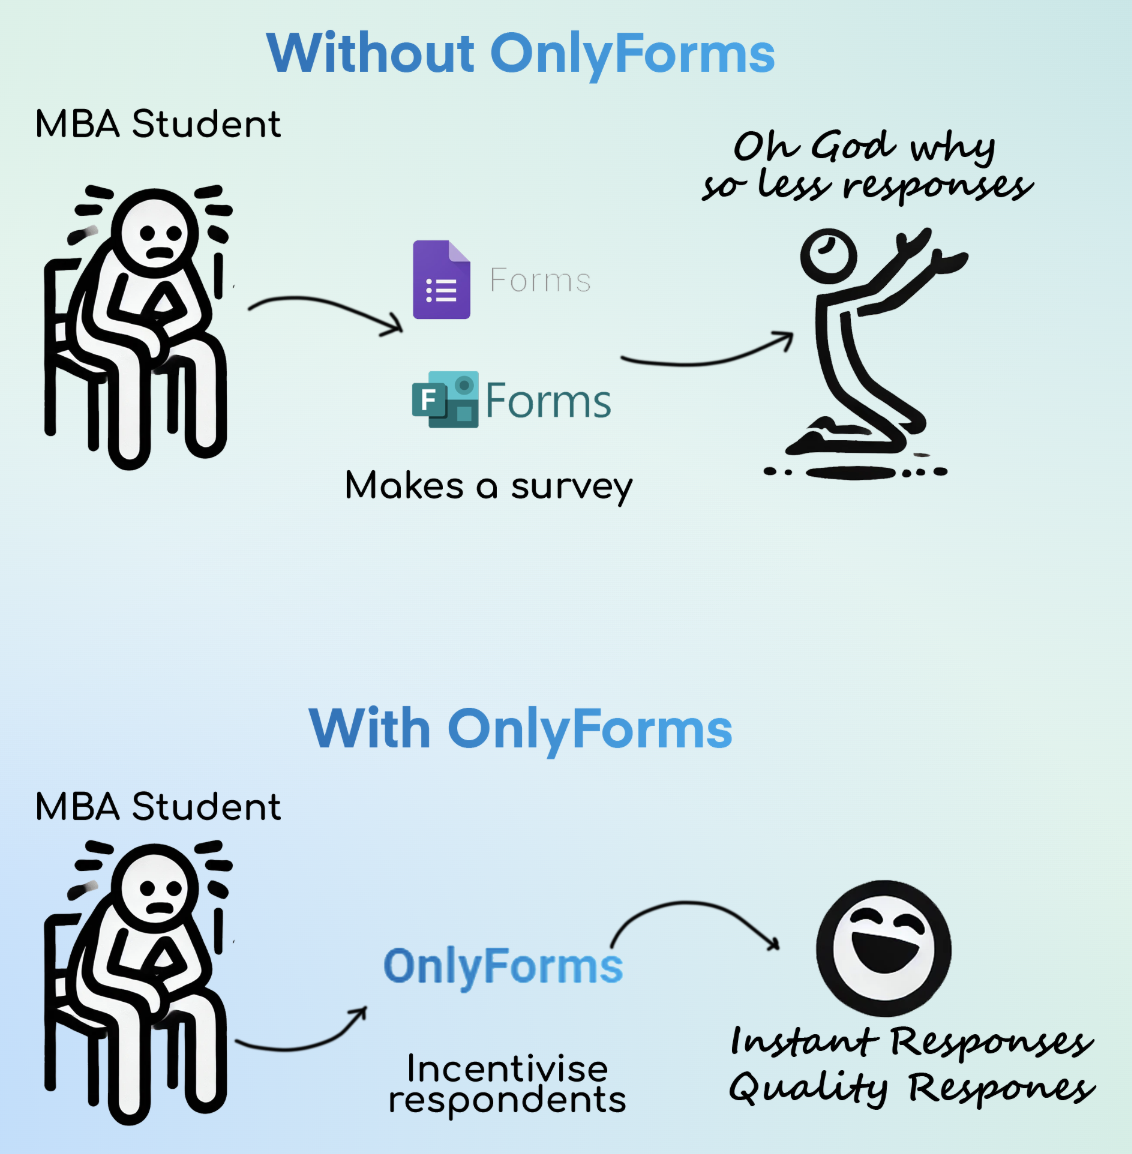 Without OnlyForms
MBA Student
Oh God why
so less responses
Forms
F Forms
Makes a survey
With OnlyForms
MBA Student
OnlyForms
Incentivise
respondents
Instant Responses
Quality Respones